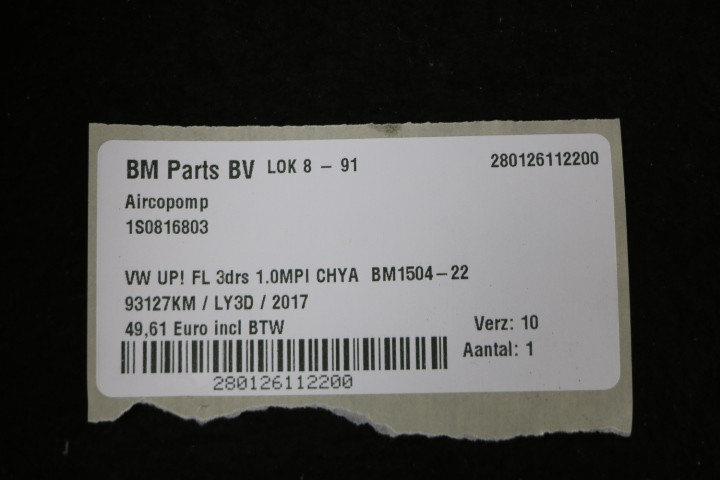 BM Parts BV LOK 8 - 91 280126112200
Aircopomp
1S0816803
VW UP! FL 3drs 1.0MPI CHYA BM1504-22
93127KM / LY3D / 2017
49,61 Euro incl BTW Verz: 10
Aantal: 1
280126112200